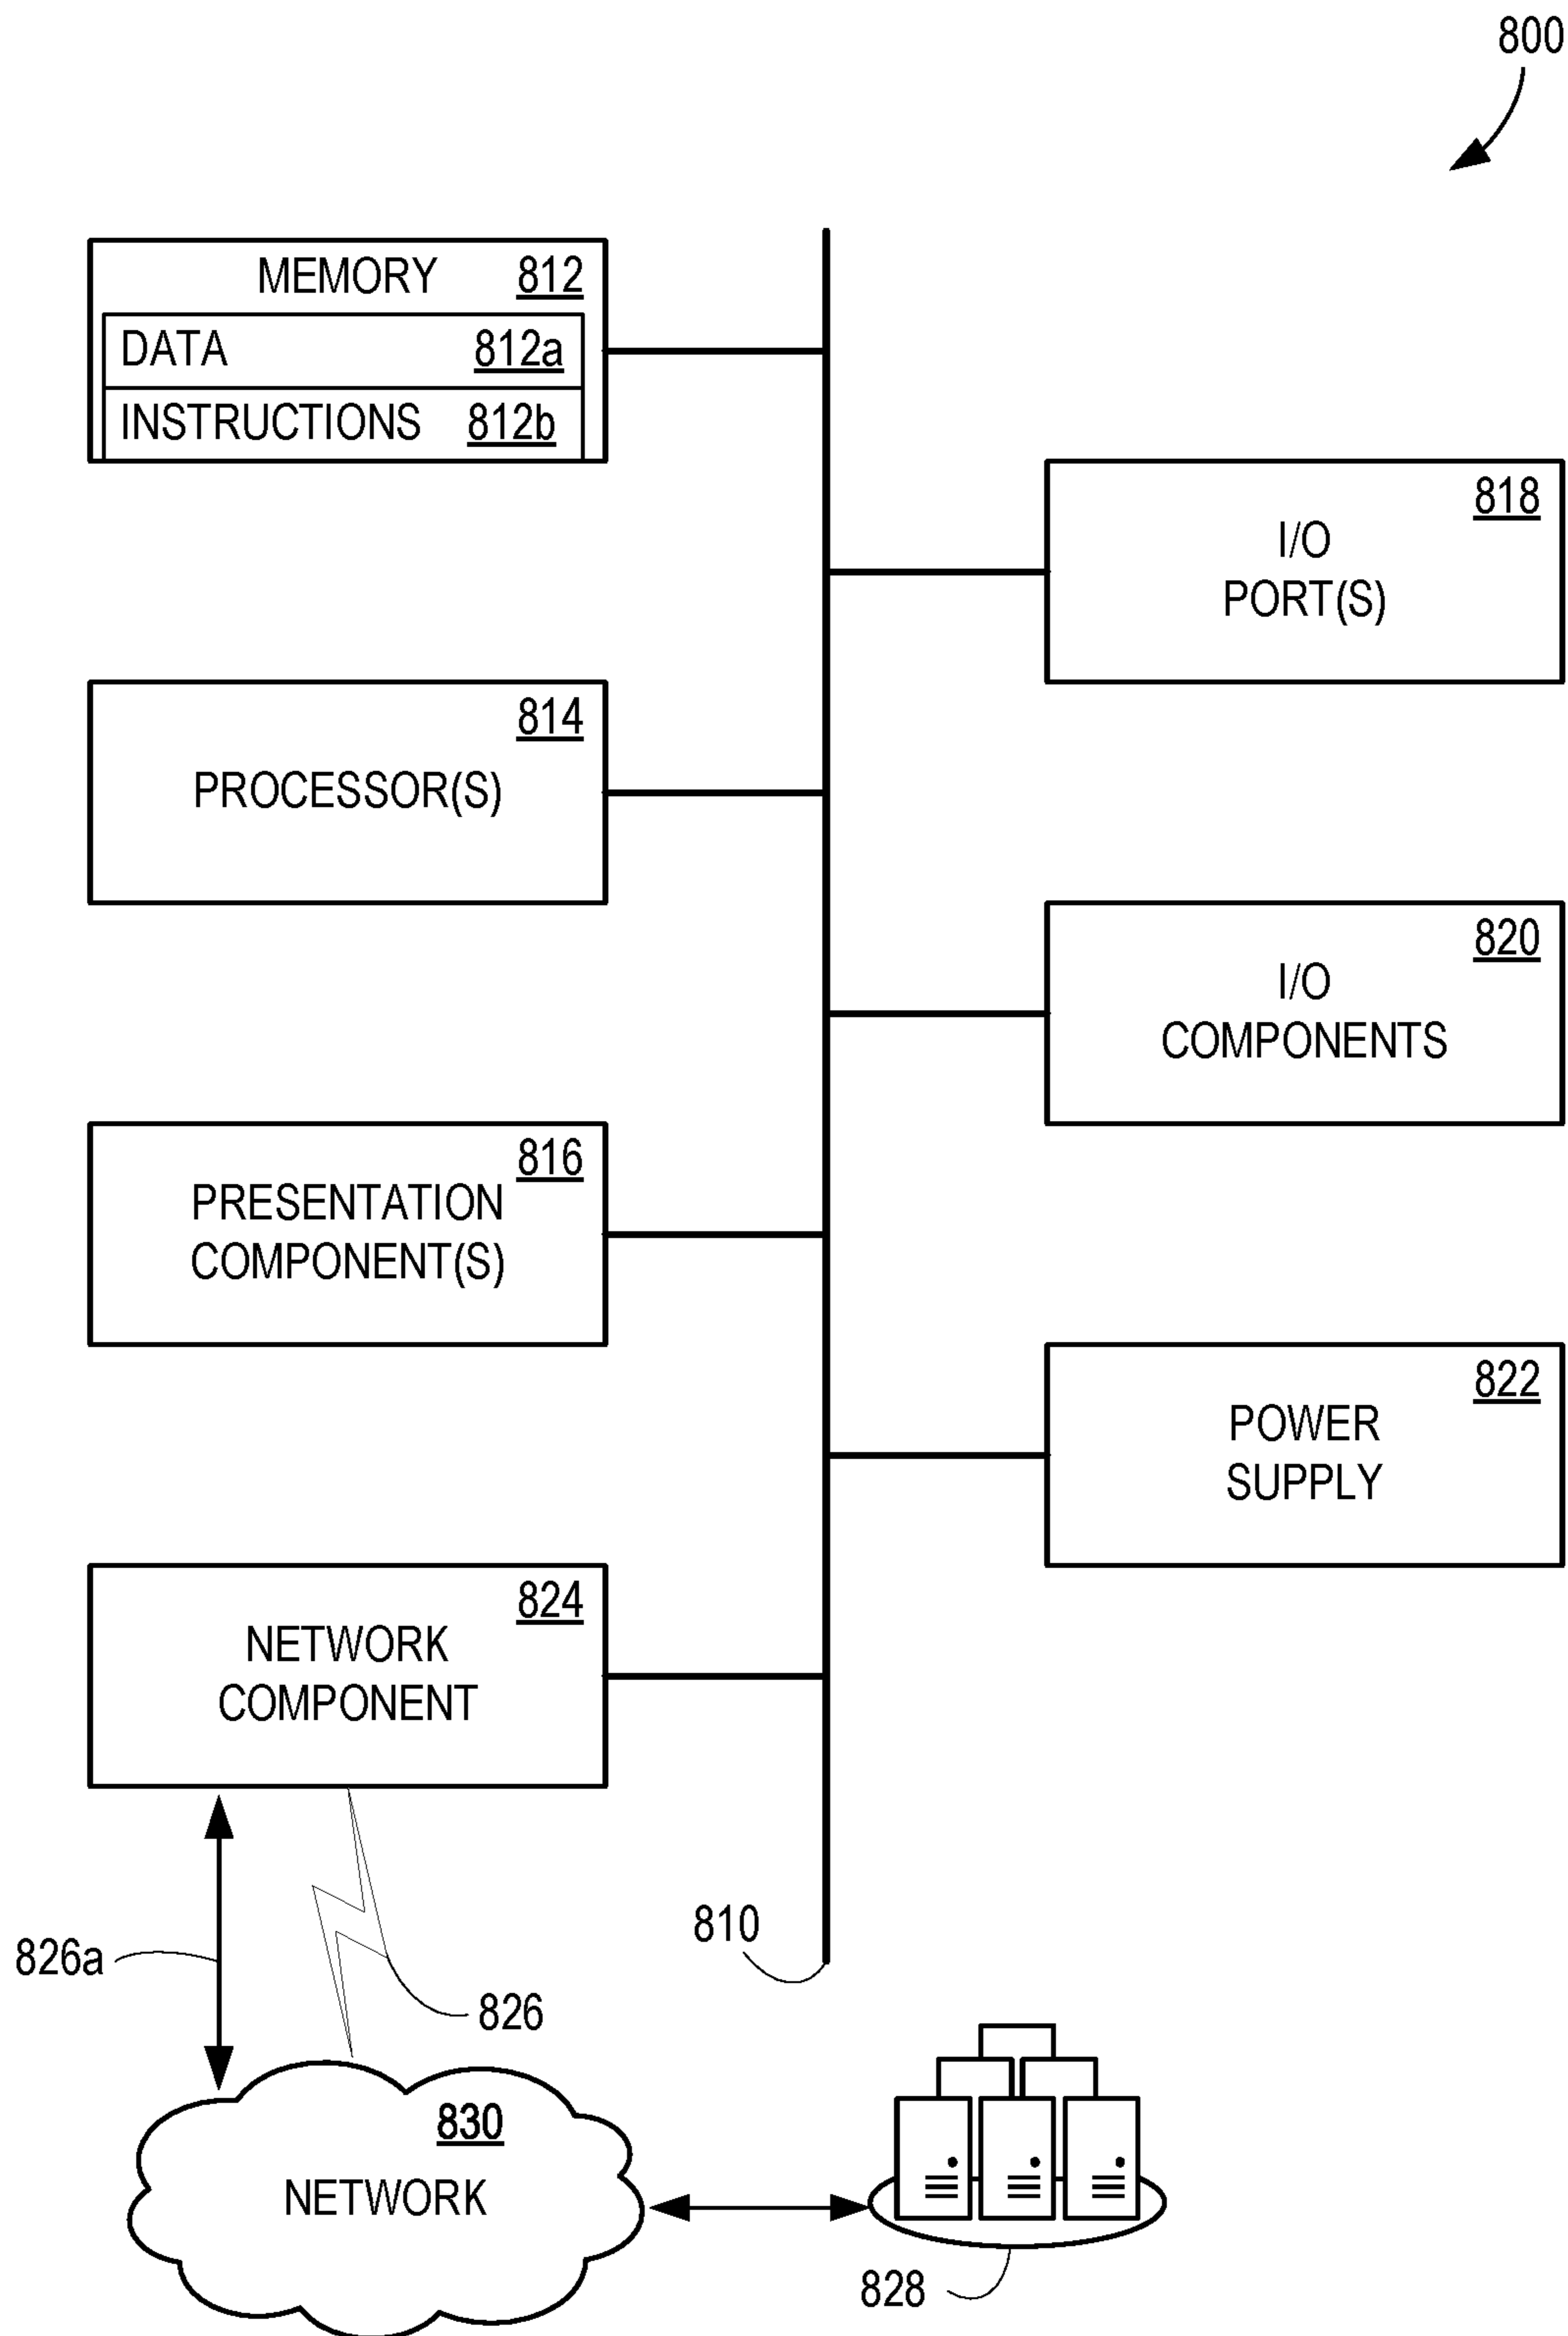 800
MEMORY 812
DATA 812a
INSTRUCTIONS 812b
818
I/O
PORT(S)
814
PROCESSOR(S)
820
I/O
COMPONENTS
816
PRESENTATION
COMPONENT(S)
822
POWER
SUPPLY
824
NETWORK
COMPONENT
810
826a
826
830
NETWORK
828